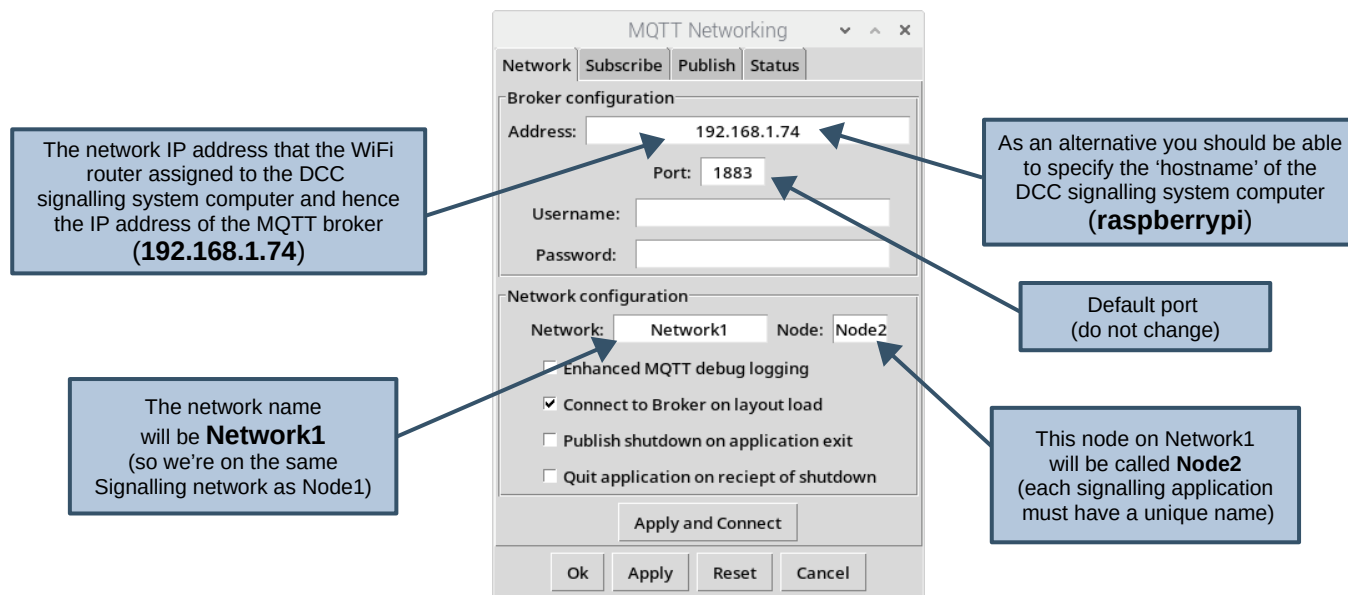 MQTT Networking
Network Subscribe Publish Status
Broker configuration
Address: 192.168.1.74
Port: 1883
Username:
Password:
Network configuration
Network: Network1 Node: Node2
Enhanced MQTT debug logging
Connect to Broker on layout load
Publish shutdown on application exit
Quit application on reciept of shutdown
Apply and Connect
Ok Apply Reset Cancel
The network IP address that the WiFi
router assigned to the DCC
signalling system computer and hence
the IP address of the MQTT broker
(192.168.1.74)
The network name
will be Network1
(so we're on the same
Signalling network as Node1)
As an alternative you should be able
to specify the ‘hostname’ of the
DCC signalling system computer
(raspberrypi)
Default port
(do not change)
This node on Network1
will be called Node2
(each signalling application
must have a unique name)